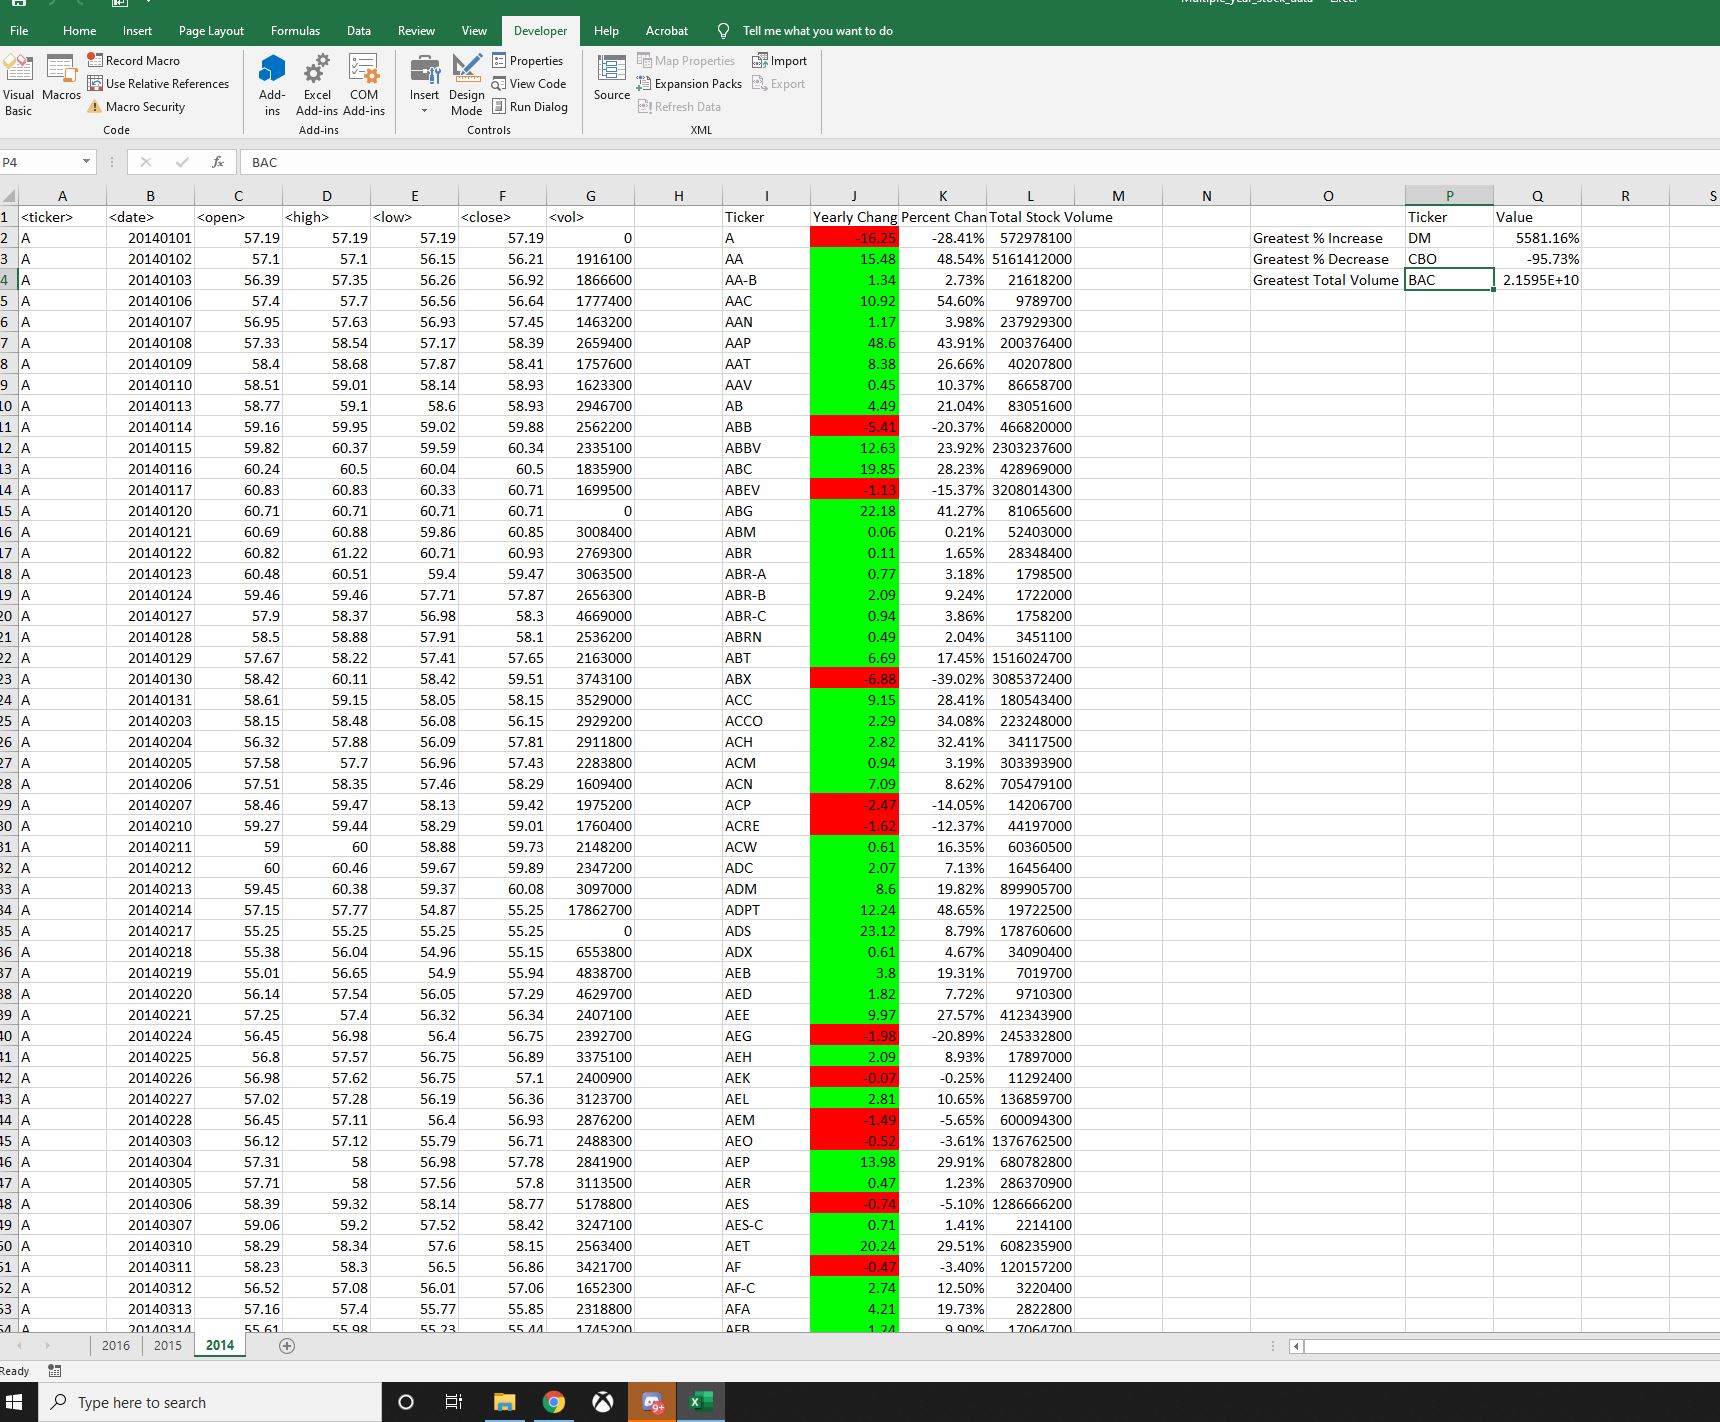 Multiple_year_stock_data - Excel
File Home Insert Page Layout Formulas Data Review View Developer Help Acrobat Tell me what you want to do
Visual Basic
Macros
Record Macro
Use Relative References
Macro Security
Code
Add-ins
Excel Add-ins
COM Add-ins
Add-ins
Insert
Design Mode
Properties
View Code
Run Dialog
Controls
Source
Map Properties
Expansion Packs
Refresh Data
Import
Export
XML
P4 fx BAC
A B C D E F G H I J K L M N O P Q R S
1 <ticker> <date> <open> <high> <low> <close> <vol> Ticker Yearly Chang Percent Chan Total Stock Volume Ticker Value
2 A 20140101 57.19 57.19 57.19 57.19 0 A -16.25 -28.41% 572978100 Greatest % Increase DM 5581.16%
3 A 20140102 57.1 57.1 56.15 56.21 1916100 AA 15.48 48.54% 5161412000 Greatest % Decrease CBO -95.73%
4 A 20140103 56.39 57.35 56.26 56.92 1866600 AA-B 1.34 2.73% 21618200 Greatest Total Volume BAC 2.1595E+10
5 A 20140106 57.4 57.7 56.56 56.64 1777400 AAC 10.92 54.60% 9789700
6 A 20140107 56.95 57.63 56.93 57.45 1463200 AAN 1.17 3.98% 237929300
7 A 20140108 57.33 58.54 57.17 58.39 2659400 AAP 48.6 43.91% 200376400
8 A 20140109 58.4 58.68 57.87 58.41 1757600 AAT 8.38 26.66% 40207800
9 A 20140110 58.51 59.01 58.14 58.93 1623300 AAV 0.45 10.37% 86658700
10 A 20140113 58.77 59.1 58.6 58.93 2946700 AB 4.49 21.04% 83051600
11 A 20140114 59.16 59.95 59.02 59.88 2562200 ABB -5.41 -20.37% 466820000
12 A 20140115 59.82 60.37 59.59 60.34 2335100 ABBV 12.63 23.92% 2303237600
13 A 20140116 60.24 60.5 60.04 60.5 1835900 ABC 19.85 28.23% 428969000
14 A 20140117 60.83 60.83 60.33 60.71 1699500 ABEV -1.13 -15.37% 3208014300
15 A 20140120 60.71 60.71 60.71 60.71 0 ABG 22.18 41.27% 81065600
16 A 20140121 60.69 60.88 59.86 60.85 3008400 ABM 0.06 0.21% 52403000
17 A 20140122 60.82 61.22 60.71 60.93 2769300 ABR 0.11 1.65% 28348400
18 A 20140123 60.48 60.51 59.4 59.47 3063500 ABR-A 0.77 3.18% 1798500
19 A 20140124 59.46 59.46 57.71 57.87 2656300 ABR-B 2.09 9.24% 1722000
20 A 20140127 57.9 58.37 56.98 58.3 4669000 ABR-C 0.94 3.86% 1758200
21 A 20140128 58.5 58.88 57.91 58.1 2536200 ABRN 0.49 2.04% 3451100
22 A 20140129 57.67 58.22 57.41 57.65 2163000 ABT 6.69 17.45% 1516024700
23 A 20140130 58.42 60.11 58.42 59.51 3743100 ABX -6.88 -39.02% 3085372400
24 A 20140131 58.61 59.15 58.05 58.15 3529000 ACC 9.15 28.41% 180543400
25 A 20140203 58.15 58.48 56.08 56.15 2929200 ACCO 2.29 34.08% 223248000
26 A 20140204 56.32 57.88 56.09 57.81 2911800 ACH 2.82 32.41% 34117500
27 A 20140205 57.58 57.7 56.96 57.43 2283800 ACM 0.94 3.19% 303393900
28 A 20140206 57.51 58.35 57.46 58.29 1609400 ACN 7.09 8.62% 705479100
29 A 20140207 58.46 59.47 58.13 59.42 1975200 ACP -2.47 -14.05% 14206700
30 A 20140210 59.27 59.44 58.29 59.01 1760400 ACRE -1.62 -12.37% 44197000
31 A 20140211 59 60 58.88 59.73 2148200 ACW 0.61 16.35% 60360500
32 A 20140212 60 60.46 59.67 59.89 2347200 ADC 2.07 7.13% 16456400
33 A 20140213 59.45 60.38 59.37 60.08 3097000 ADM 8.6 19.82% 899905700
34 A 20140214 57.15 57.77 54.87 55.25 17862700 ADPT 12.24 48.65% 19722500
35 A 20140217 55.25 55.25 55.25 55.25 0 ADS 23.12 8.79% 178760600
36 A 20140218 55.38 56.04 54.96 55.15 6553800 ADX 0.61 4.67% 34090400
37 A 20140219 55.01 56.65 54.9 55.94 4838700 AEB 3.8 19.31% 7019700
38 A 20140220 56.14 57.54 56.05 57.29 4629700 AED 1.82 7.72% 9710300
39 A 20140221 57.25 57.4 56.32 56.34 2407100 AEE 9.97 27.57% 412343900
40 A 20140224 56.45 56.98 56.4 56.75 2392700 AEG -1.98 -20.89% 245332800
41 A 20140225 56.8 57.57 56.75 56.89 3375100 AEH 2.09 8.93% 17897000
42 A 20140226 56.98 57.62 56.75 57.1 2400900 AEK -0.07 -0.25% 11292400
43 A 20140227 57.02 57.28 56.19 56.36 3123700 AEL 2.81 10.65% 136859700
44 A 20140228 56.45 57.11 56.4 56.93 2876200 AEM -1.49 -5.65% 600094300
45 A 20140303 56.12 57.12 55.79 56.71 2488300 AEO -0.52 -3.61% 1376762500
46 A 20140304 57.31 58 56.98 57.78 2841900 AEP 13.98 29.91% 680782800
47 A 20140305 57.71 58 57.56 57.8 3113500 AER 0.47 1.23% 286370900
48 A 20140306 58.39 59.32 58.14 58.77 5178800 AES -0.74 -5.10% 1286666200
49 A 20140307 59.06 59.2 57.52 58.42 3247100 AES-C 0.71 1.41% 2214100
50 A 20140310 58.29 58.34 57.6 58.15 2563400 AET 20.24 29.51% 608235900
51 A 20140311 58.23 58.3 56.5 56.86 3421700 AF -0.47 -3.40% 120157200
52 A 20140312 56.52 57.08 56.01 57.06 1652300 AF-C 2.74 12.50% 3220400
53 A 20140313 57.16 57.4 55.77 55.85 2318800 AFA 4.21 19.73% 2822800
54 A 20140314 55.61 55.98 55.23 55.44 1745200 AFB 1.24 9.90% 17064700
2016 2015 2014
Ready
Type here to search
9+